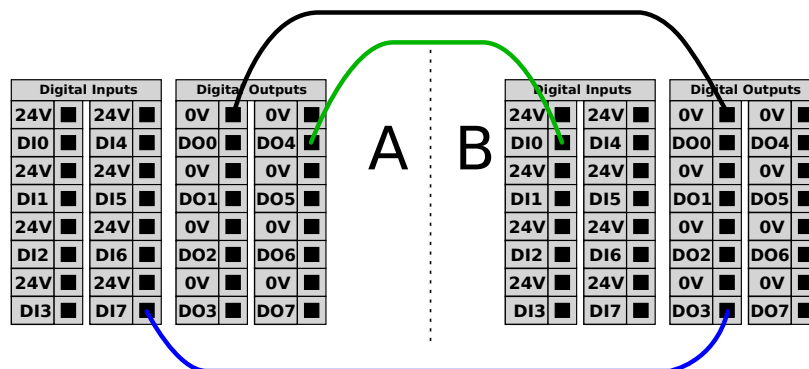 Digital Inputs Digital Outputs A B Digital Inputs Digital Outputs
24V 24V 0V 0V 24V 24V 0V 0V
DI0 DI4 DO0 DO4 DI0 DI4 DO0 DO4
24V 24V 0V 0V 24V 24V 0V 0V
DI1 DI5 DO1 DO5 DI1 DI5 DO1 DO5
24V 24V 0V 0V 24V 24V 0V 0V
DI2 DI6 DO2 DO6 DI2 DI6 DO2 DO6
24V 24V 0V 0V 24V 24V 0V 0V
DI3 DI7 DO3 DO7 DI3 DI7 DO3 DO7